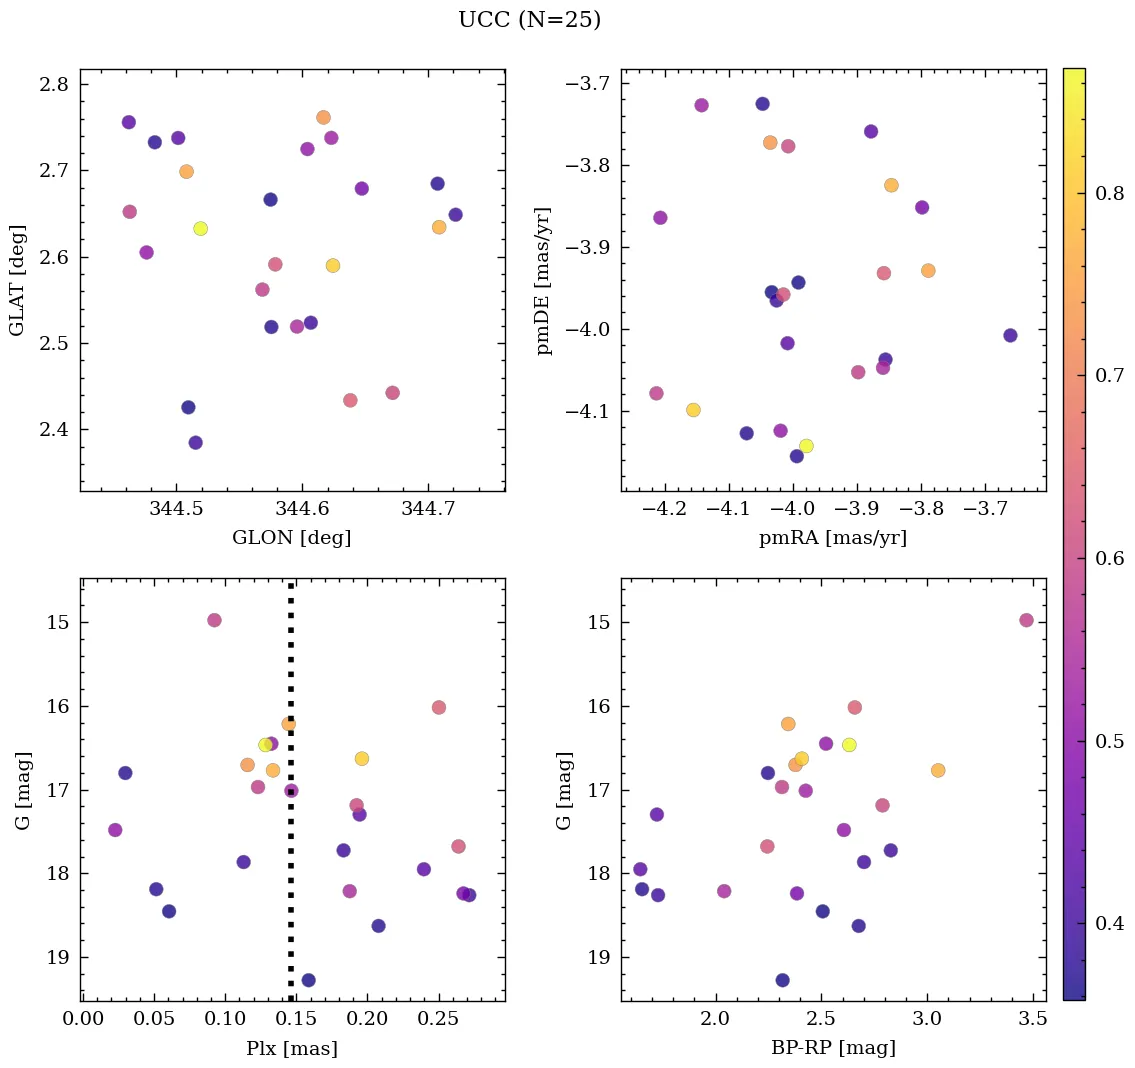 UCC (N=25)
2.8
2.7
2.6
2.5
2.4
GLAT [deg]
344.5 344.6 344.7
GLON [deg]
−3.7
−3.8
−3.9
−4.0
−4.1
pmDE [mas/yr]
−4.2 −4.1 −4.0 −3.9 −3.8 −3.7
pmRA [mas/yr]
15
16
17
18
19
G [mag]
0.00 0.05 0.10 0.15 0.20 0.25
Plx [mas]
15
16
17
18
19
G [mag]
2.0 2.5 3.0 3.5
BP-RP [mag]
0.8
0.7
0.6
0.5
0.4